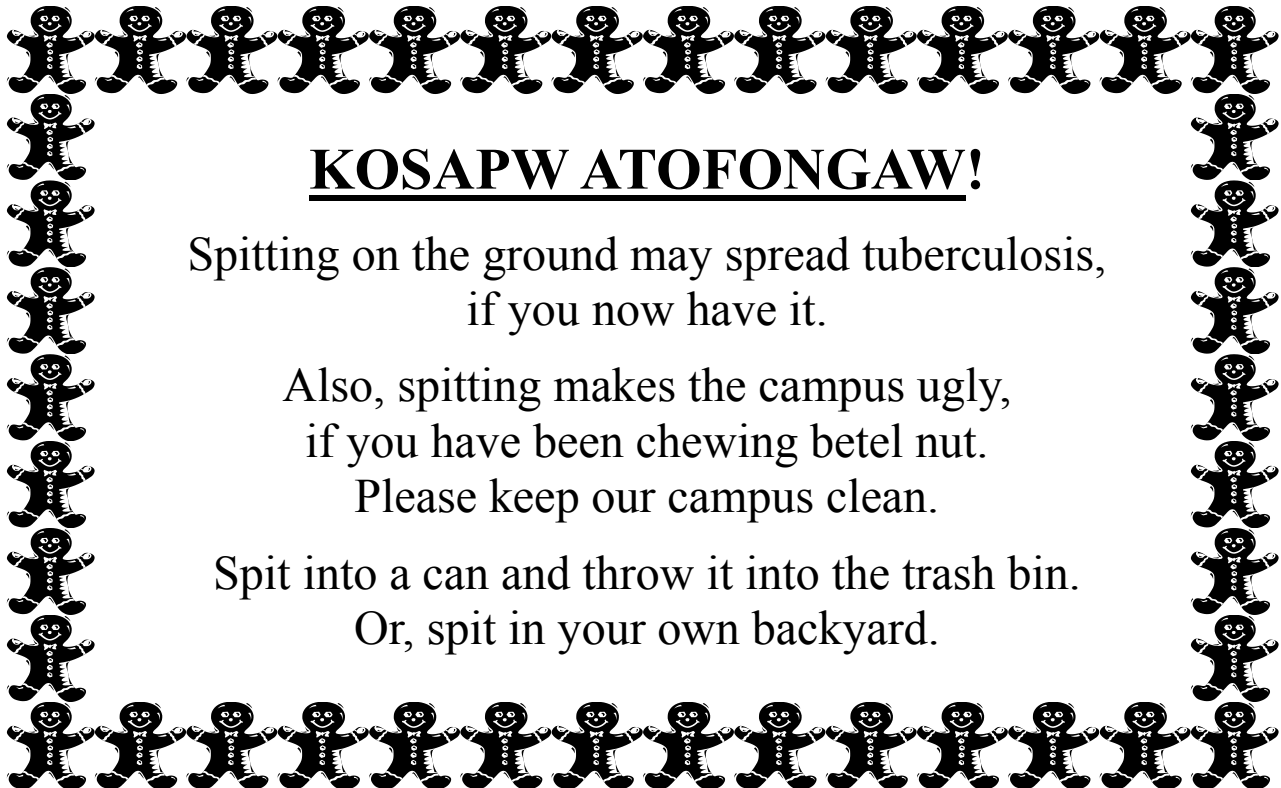 KOSAPW ATOFONGAW!
Spitting on the ground may spread tuberculosis,
if you now have it.
Also, spitting makes the campus ugly,
if you have been chewing betel nut.
Please keep our campus clean.
Spit into a can and throw it into the trash bin.
Or, spit in your own backyard.